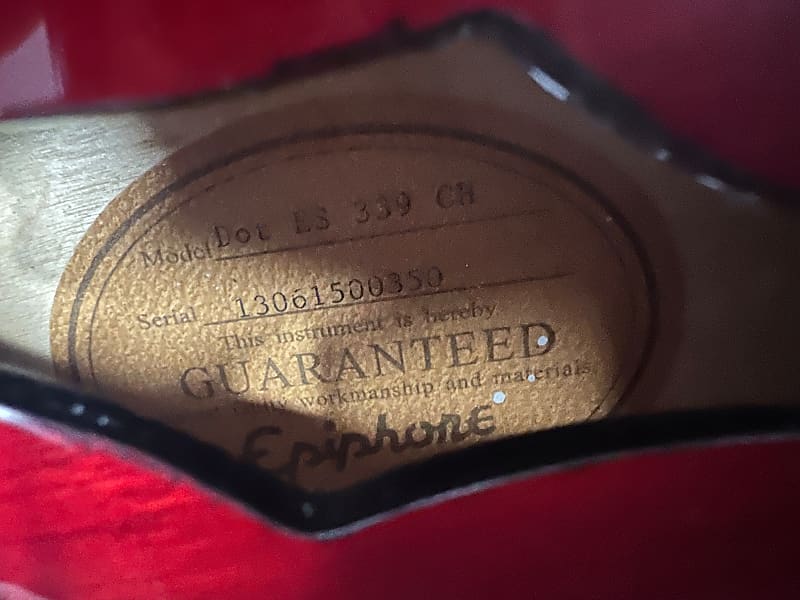 Model Dot ES 339 CH
Serial 13061500350
This instrument is hereby
GUARANTEED
workmanship and materials
Epiphone